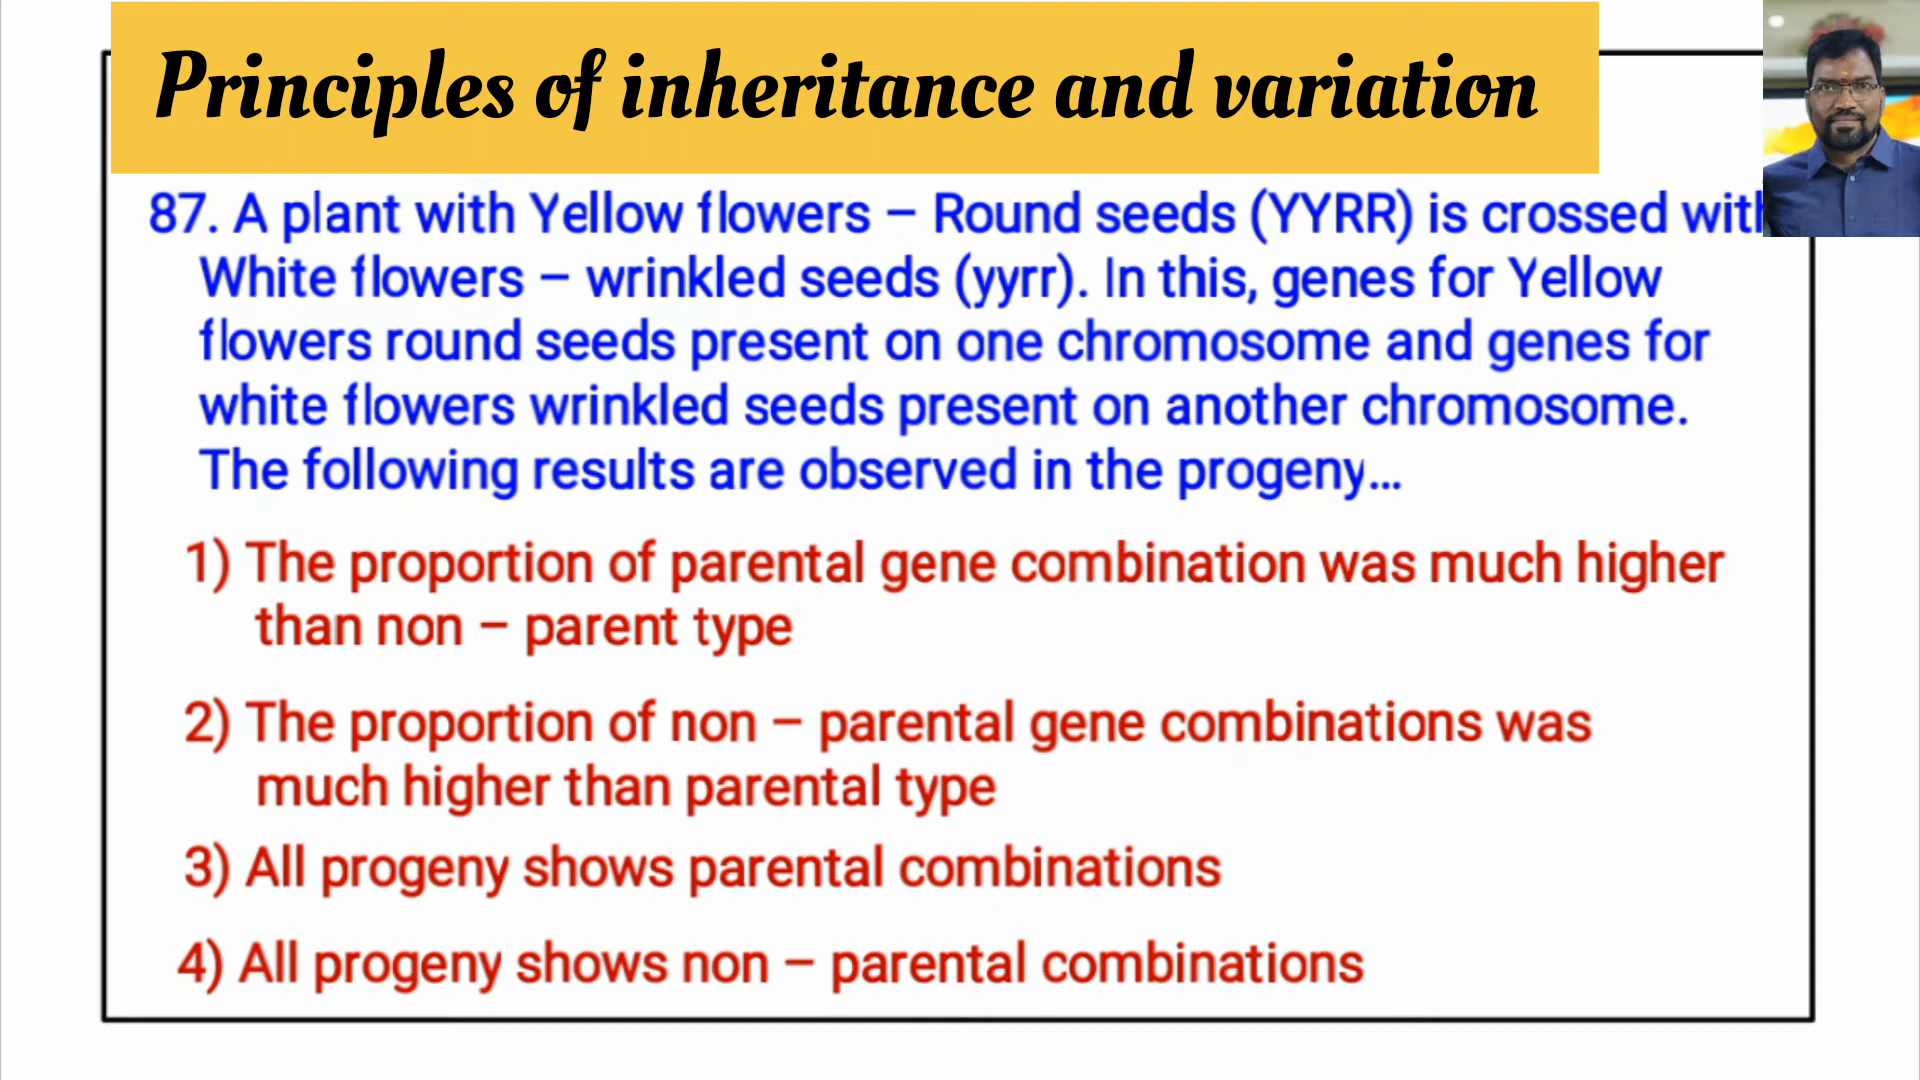 Principles of inheritance and variation
87. A plant with Yellow flowers – Round seeds (YYRR) is crossed with
White flowers – wrinkled seeds (yyrr). In this, genes for Yellow
flowers round seeds present on one chromosome and genes for
white flowers wrinkled seeds present on another chromosome.
The following results are observed in the progeny...
1) The proportion of parental gene combination was much higher
than non – parent type
2) The proportion of non – parental gene combinations was
much higher than parental type
3) All progeny shows parental combinations
4) All progeny shows non – parental combinations